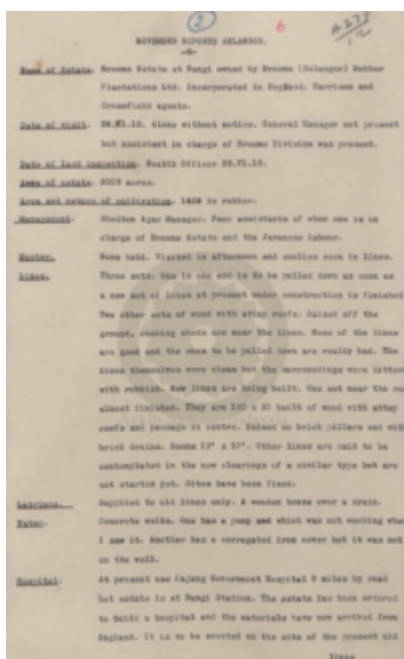 2
6
NOVEMBER REPORTS SELANGOR.
Name of Estate. Broome Estate at Bangi owned by Broome (Selangor) Rubber
Plantations Ltd. Incorporated in England. Harrison and
Crosfield agents.
Date of visit. Alone without notice. General Manager not present
but assistant in charge of Broome Division was present.
Date of last inspection. Health Officer
Area of estate. acres.
Area and nature of cultivation. in rubber.
Management. Agar Manager. Four assistants of whom one is in
charge of Broome Estate and the Javanese labour.
Muster. None held. Visited in afternoon and coolies seen in lines.
Lines. Three sets. One is old and is to be pulled down as soon as
a new set of lines at present under construction is finished
Two other sets of wood with attap roofs. Raised off the
ground, cooking sheds are near the lines. None of the lines
are good and the ones to be pulled down are really bad. The
lines themselves were clean but the surroundings were litter
with rubbish. New lines are being built. One set near the
almost finished. They are built of wood with attap
roofs and passage in centre. Raised on brick pillars and with
brick drains. Rooms 10' x 10'. Other lines are said to be
contemplated in the new clearings of a similar type but are
not started yet. Sites have been fixed.
Latrines. Supplied to old lines only. A wooden house over a drain.
Water. Concrete wells. One has a pump and which was not working when
I saw it. Another has a corrugated iron cover but it was not
on the well.
Hospital. At present use Kajang Government Hospital 9 miles by road
but estate is at Bangi Station. The estate has been ordered
to build a hospital and the materials have now arrived from
England. It is to be erected on the site of the present old
lines